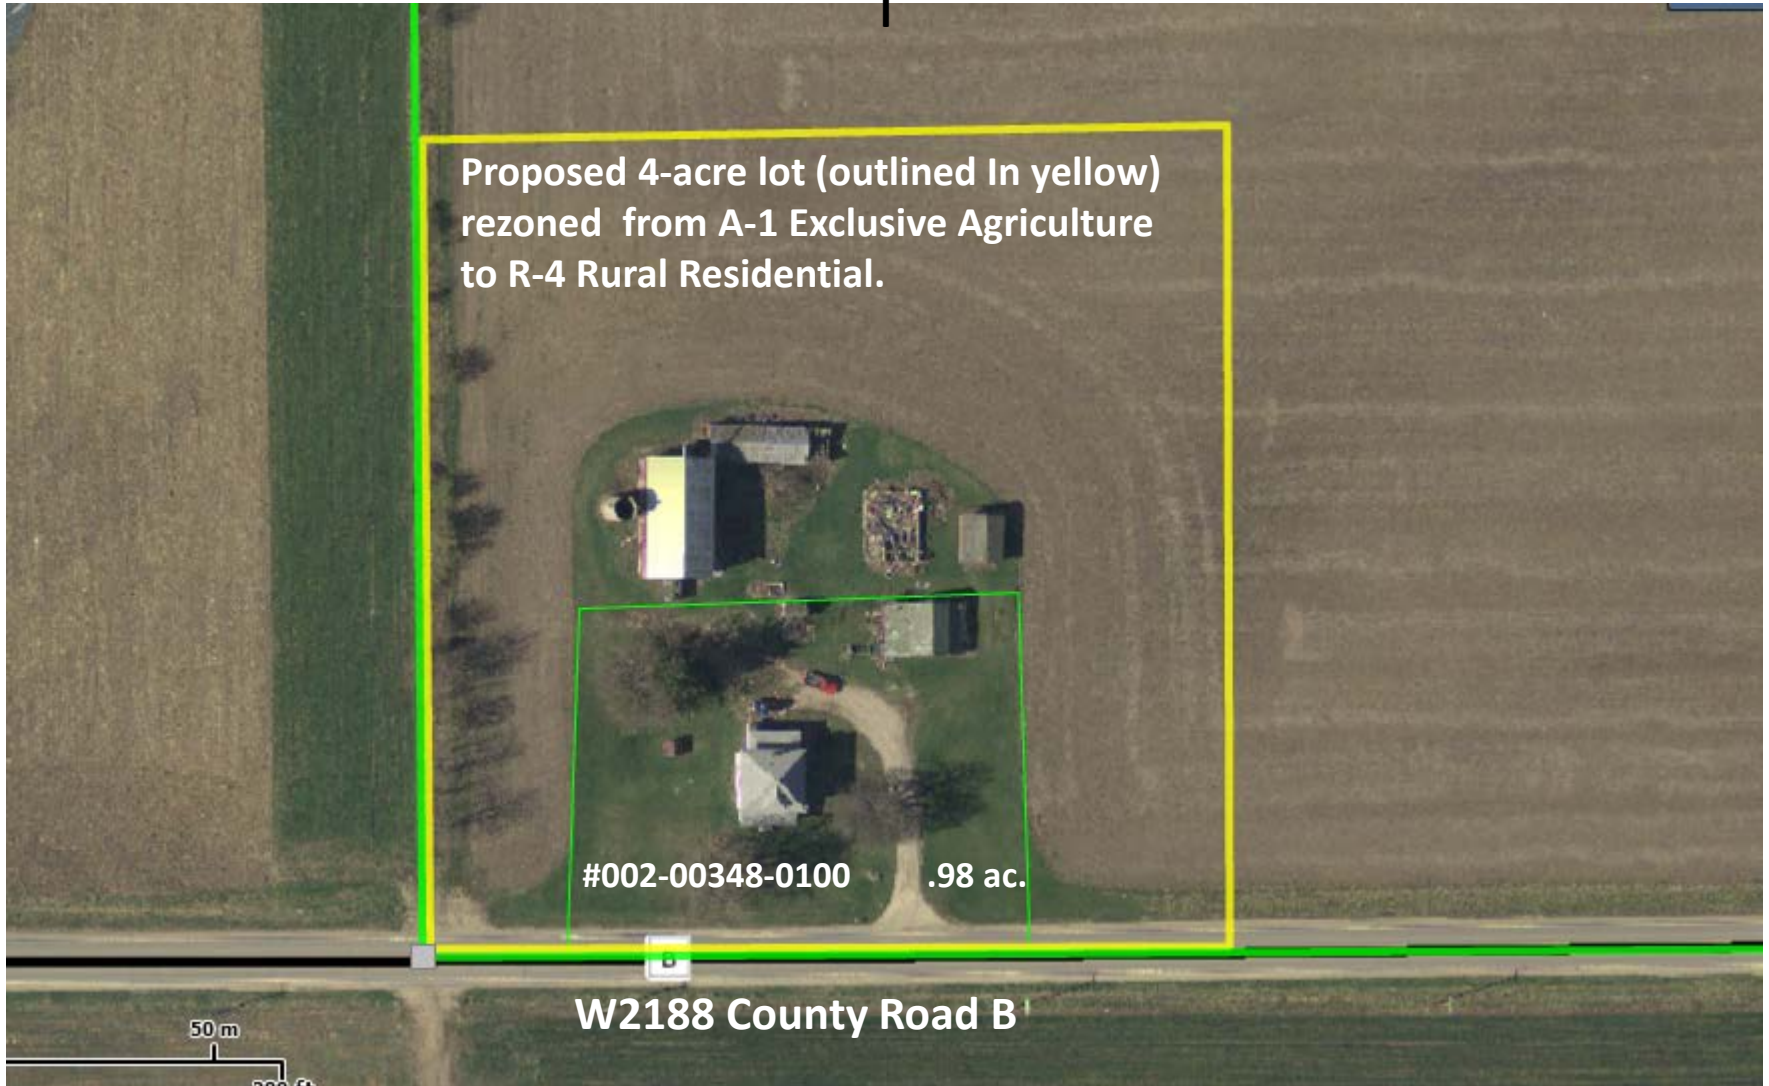 Proposed 4-acre lot (outlined In yellow)
rezoned from A-1 Exclusive Agriculture
to R-4 Rural Residential.
#002-00348-0100 .98 ac.
B
W2188 County Road B
50 m